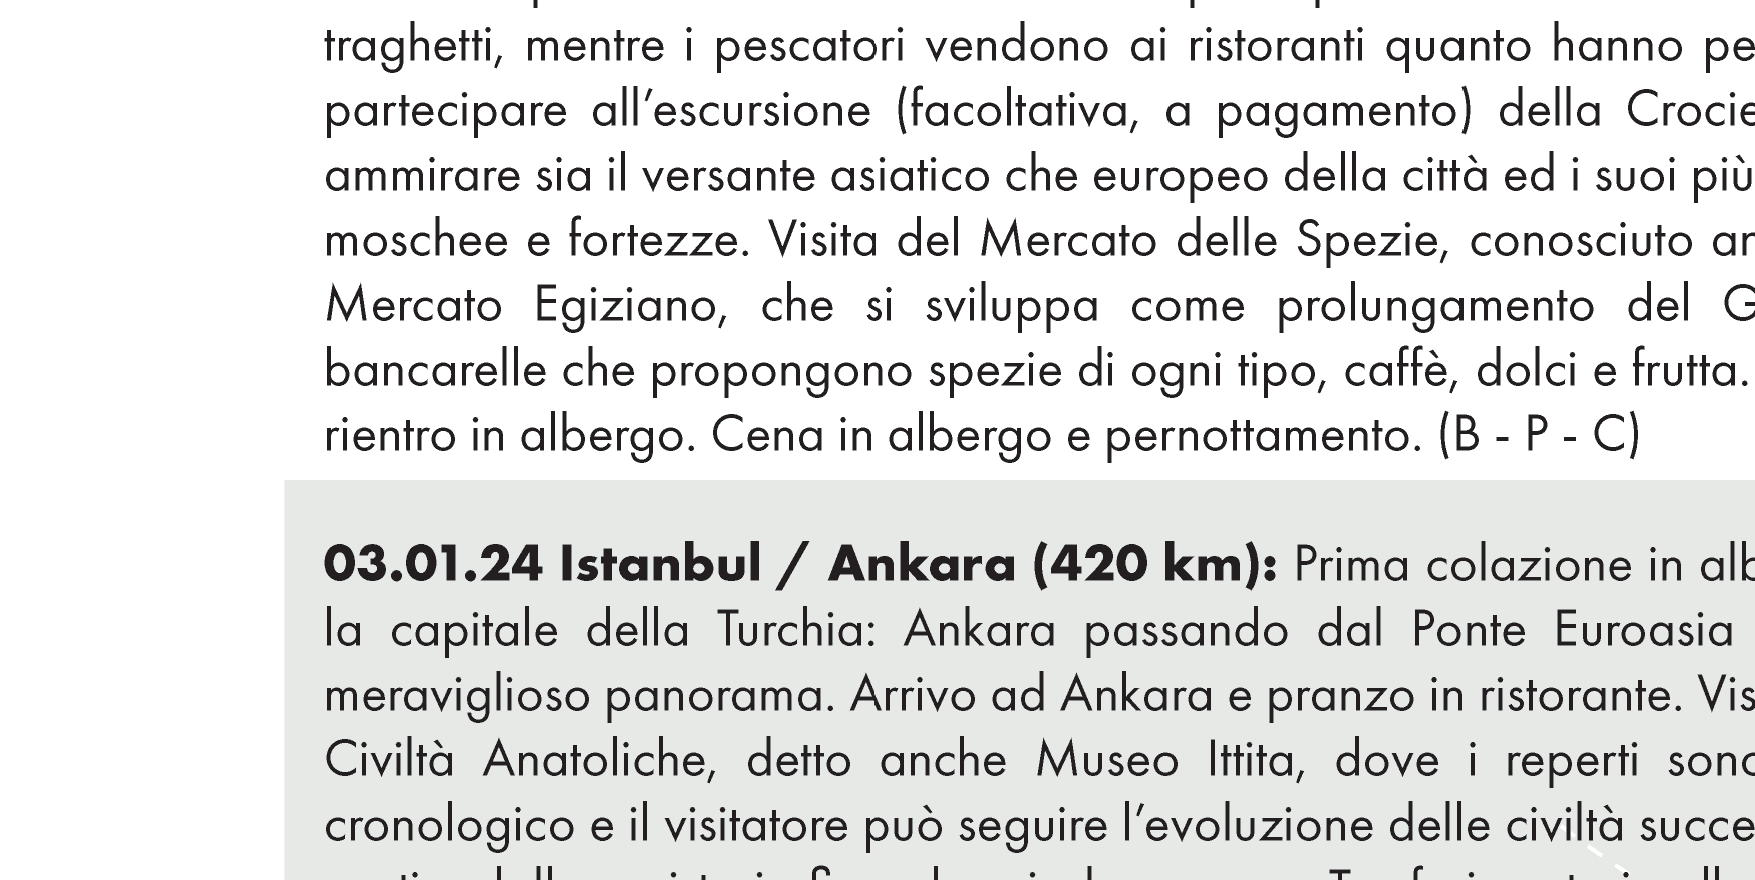 traghetti, mentre i pescatori vendono ai ristoranti quanto hanno pe
partecipare all’escursione (facoltativa, a pagamento) della Crocie
ammirare sia il versante asiatico che europeo della città ed i suoi più
moschee e fortezze. Visita del Mercato delle Spezie, conosciuto an
Mercato Egiziano, che si sviluppa come prolungamento del G
bancarelle che propongono spezie di ogni tipo, caffè, dolci e frutta.
rientro in albergo. Cena in albergo e pernottamento. (B - P - C)
03.01.24 Istanbul / Ankara (420 km): Prima colazione in alb
la capitale della Turchia: Ankara passando dal Ponte Euroasia
meraviglioso panorama. Arrivo ad Ankara e pranzo in ristorante. Vis
Civiltà Anatoliche, detto anche Museo Ittita, dove i reperti sono
cronologico e il visitatore può seguire l’evoluzione delle civiltà succe